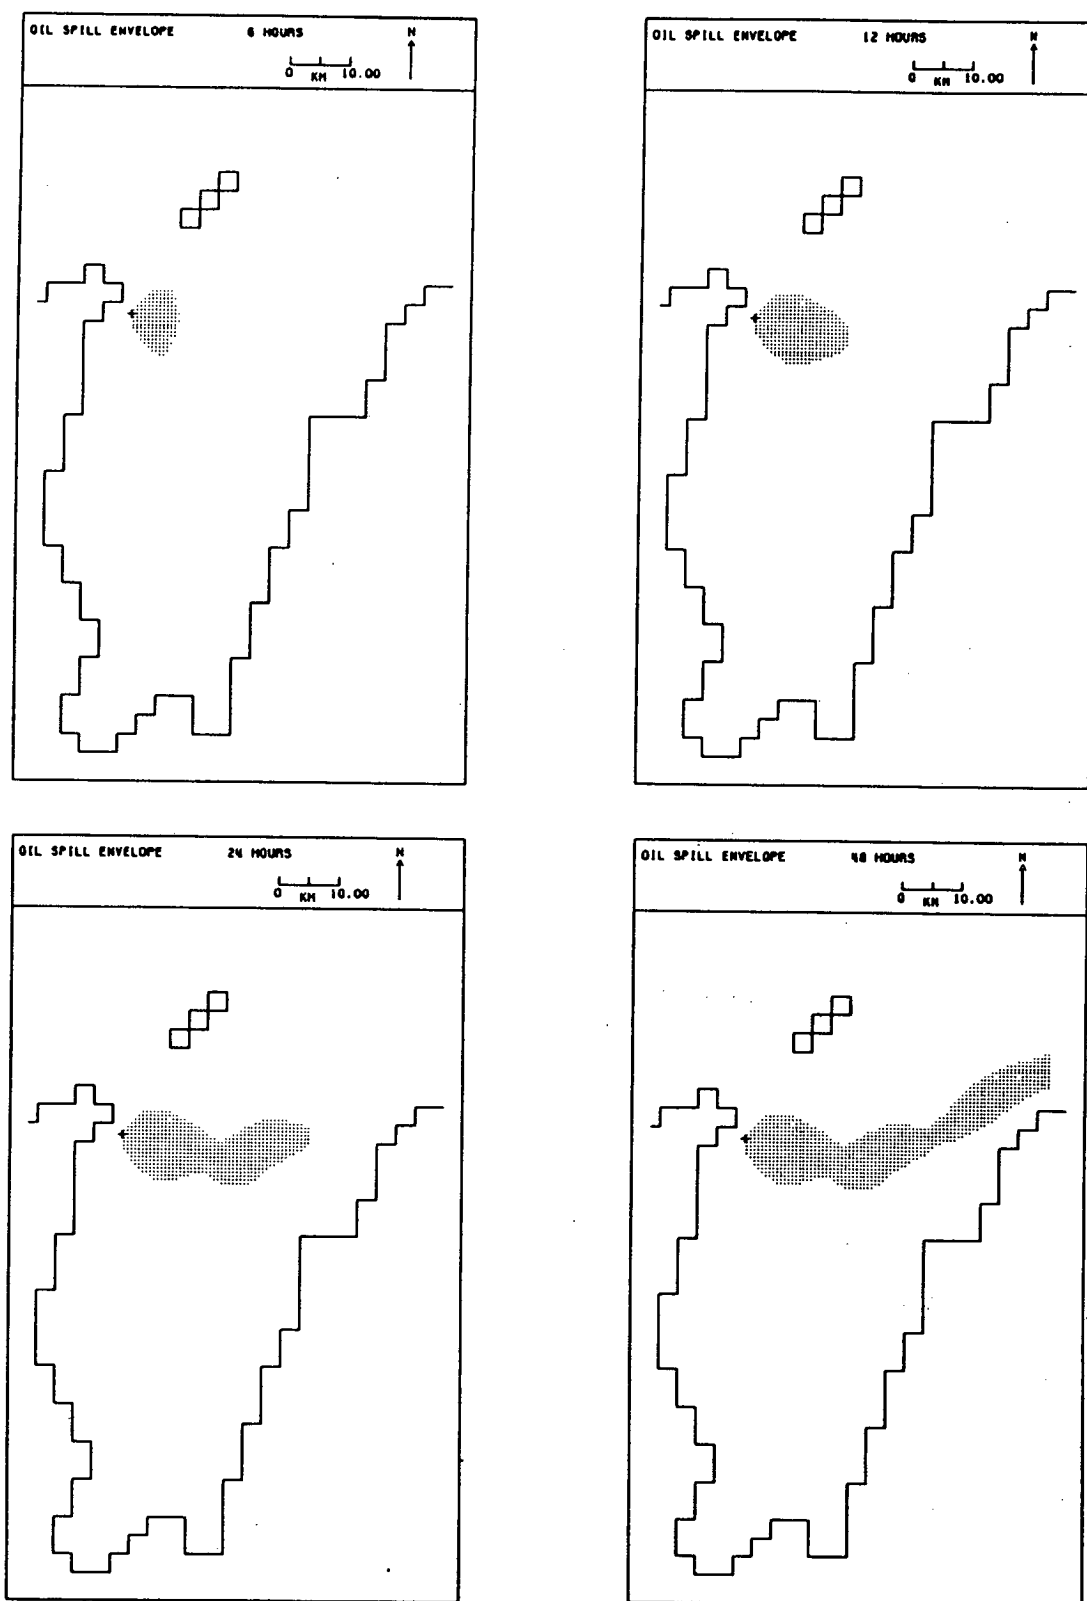 OIL SPILL ENVELOPE 6 HOURS N
0 KM 10.00
OIL SPILL ENVELOPE 12 HOURS N
0 KM 10.00
OIL SPILL ENVELOPE 24 HOURS N
0 KM 10.00
OIL SPILL ENVELOPE 48 HOURS N
0 KM 10.00